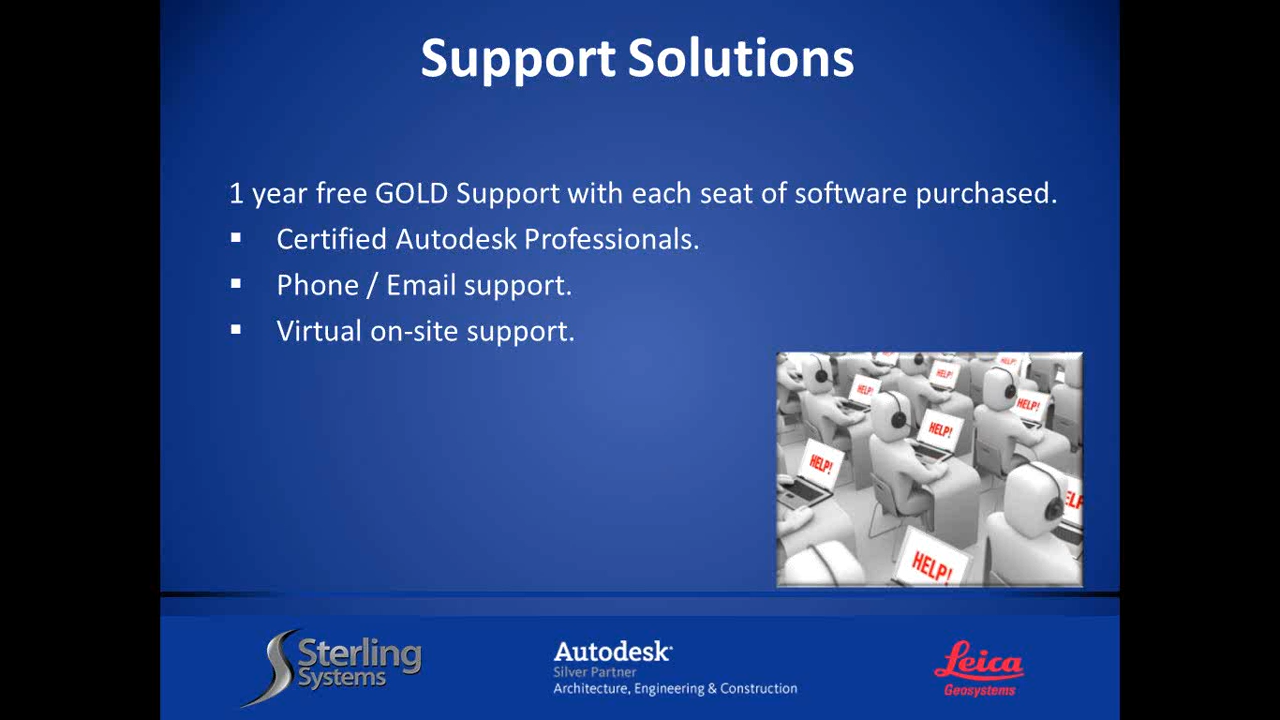 Support Solutions
1 year free GOLD Support with each seat of software purchased.
▪ Certified Autodesk Professionals.
▪ Phone / Email support.
▪ Virtual on-site support.
HELP!
HELP!
HELP!
HELP!
HELP!
HELP!
HELP!
Sterling
Systems
Autodesk®
Silver Partner
Architecture, Engineering & Construction
Leica
Geosystems